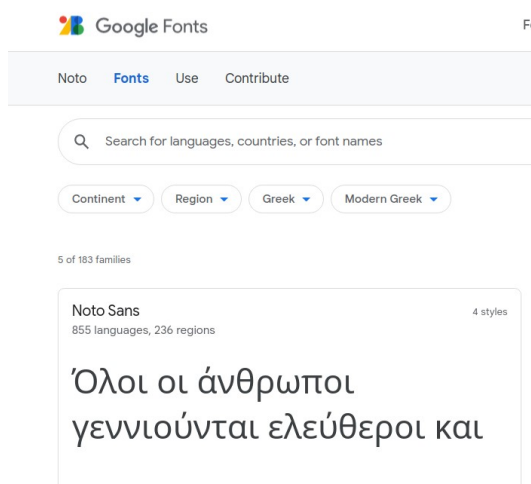 Google Fonts
Noto Fonts Use Contribute
Search for languages, countries, or font names
Continent Region Greek Modern Greek
5 of 183 families
Noto Sans 4 styles
855 languages, 236 regions
Όλοι οι άνθρωποι
γεννιούνται ελεύθεροι και